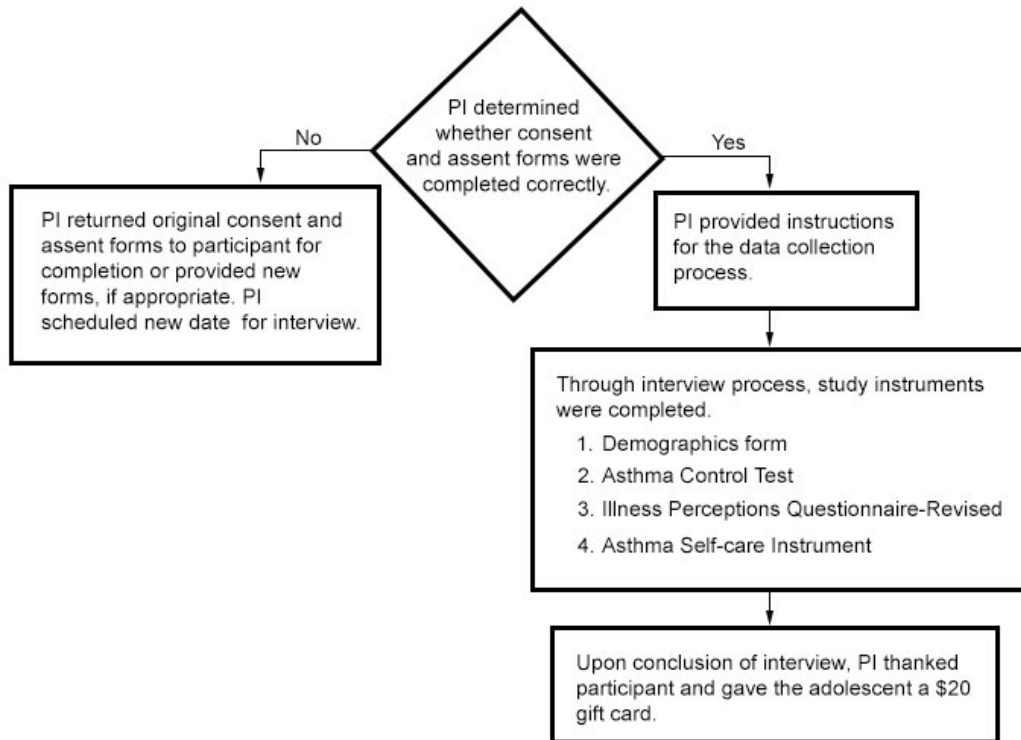 PI determined
whether consent
and assent forms were
completed correctly.
No
Yes
PI returned original consent and
assent forms to participant for
completion or provided new
forms, if appropriate. PI
scheduled new date for interview.
PI provided instructions
for the data collection
process.
Through interview process, study instruments
were completed.
1. Demographics form
2. Asthma Control Test
3. Illness Perceptions Questionnaire-Revised
4. Asthma Self-care Instrument
Upon conclusion of interview, PI thanked
participant and gave the adolescent a $20
gift card.